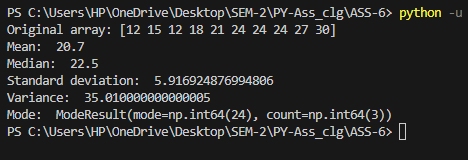 PS C:\Users\HP\OneDrive\Desktop\SEM-2\PY-Ass_clg\ASS-6> python -u
Original array: [12 15 12 18 21 24 24 24 27 30]
Mean:  20.7
Median:  22.5
Standard deviation:  5.916924876994806
Variance:  35.010000000000005
Mode:  ModeResult(mode=np.int64(24), count=np.int64(3))
PS C:\Users\HP\OneDrive\Desktop\SEM-2\PY-Ass_clg\ASS-6>